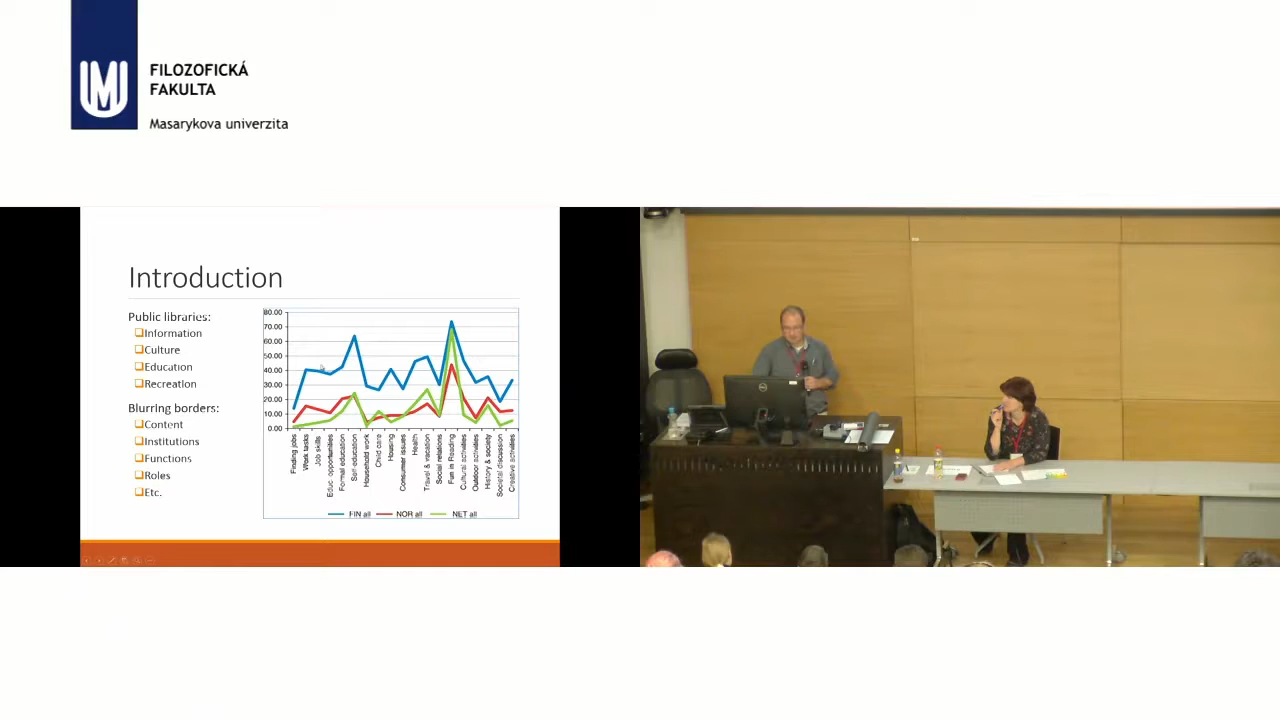 FILOZOFICKÁ
FAKULTA
Masarykova univerzita
Introduction
Public libraries:
Information
Culture
Education
Recreation
Blurring borders:
Content
Institutions
Functions
Roles
Etc.
80.00
70.00
60.00
50.00
40.00
30.00
20.00
10.00
0.00
Finding jobs
Work tasks
Job skills
Educ. opportunities
Formal education
Self-education
Household work
Child care
Housing
Consumer issues
Health
Travel & vacation
Social relations
Fun in Reading
Cultural activities
Outdoor activities
History & society
Societal discussion
Creative activities
FIN all
NOR all
NET all
DELL